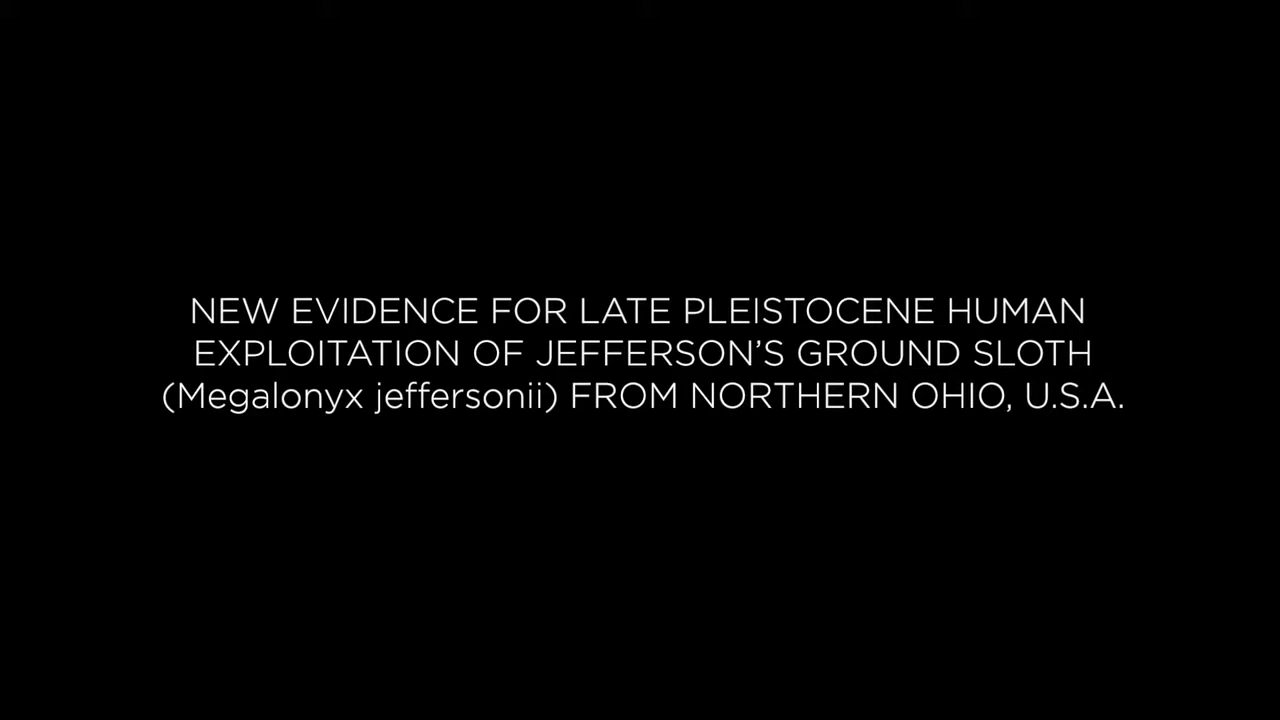 NEW EVIDENCE FOR LATE PLEISTOCENE HUMAN
EXPLOITATION OF JEFFERSON’S GROUND SLOTH
(Megalonyx jeffersonii) FROM NORTHERN OHIO, U.S.A.